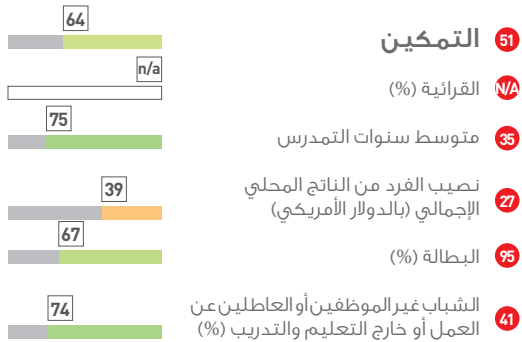 51 التمكين 64
N/A القرائية (%) n/a
35 متوسط سنوات التمدرس 75
27 نصيب الفرد من الناتج المحلي
الإجمالي (بالدولار الأمريكي) 39
95 البطالة (%) 67
41 الشباب غير الموظفين أو العاطلين عن
العمل أو خارج التعليم والتدريب (%) 74